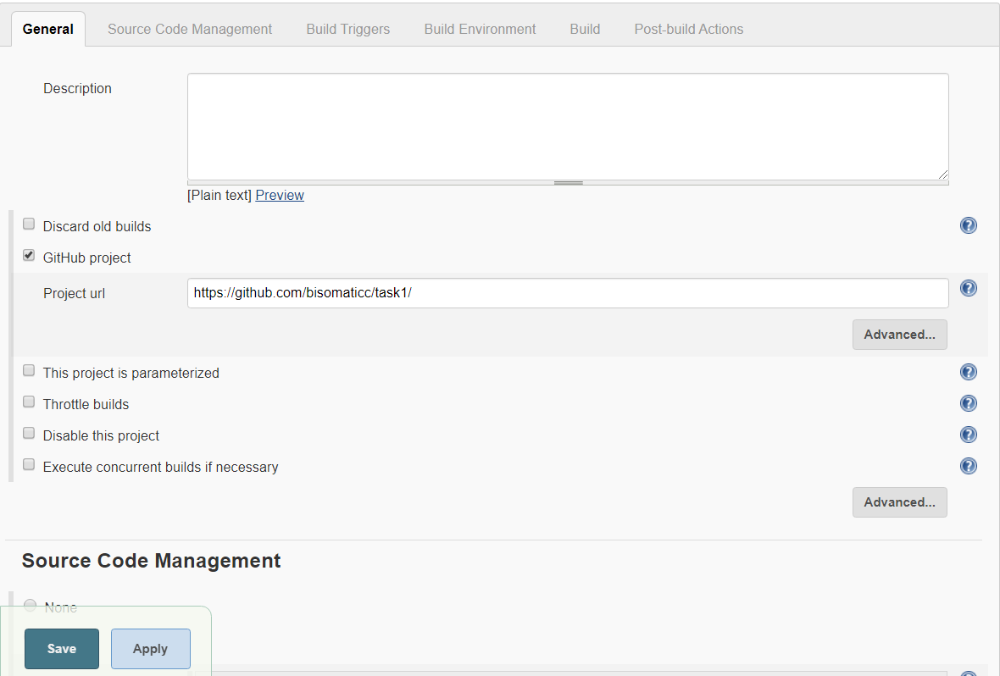 General Source Code Management Build Triggers Build Environment Build Post-build Actions
Description
[Plain text] Preview
Discard old builds
GitHub project
Project url https://github.com/bisomaticc/task1/
Advanced...
This project is parameterized
Throttle builds
Disable this project
Execute concurrent builds if necessary
Advanced...
Source Code Management
None
Save Apply